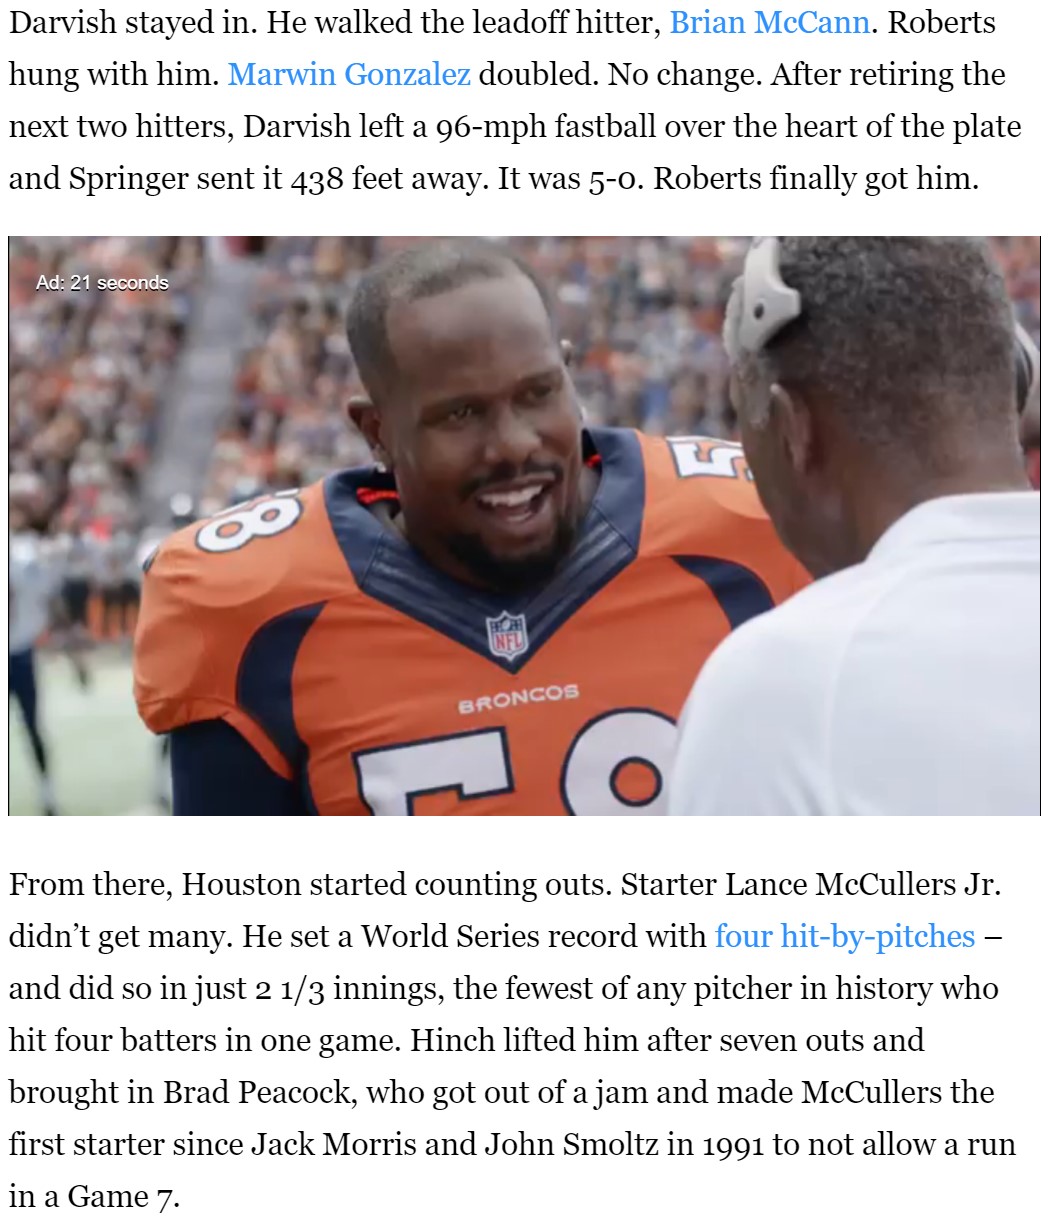 Darvish stayed in. He walked the leadoff hitter, Brian McCann. Roberts
hung with him. Marwin Gonzalez doubled. No change. After retiring the
next two hitters, Darvish left a 96-mph fastball over the heart of the plate
and Springer sent it 438 feet away. It was 5-0. Roberts finally got him.
Ad: 21 seconds
58
5
NFL
BRONCOS
58
From there, Houston started counting outs. Starter Lance McCullers Jr.
didn’t get many. He set a World Series record with four hit-by-pitches –
and did so in just 2 1/3 innings, the fewest of any pitcher in history who
hit four batters in one game. Hinch lifted him after seven outs and
brought in Brad Peacock, who got out of a jam and made McCullers the
first starter since Jack Morris and John Smoltz in 1991 to not allow a run
in a Game 7.